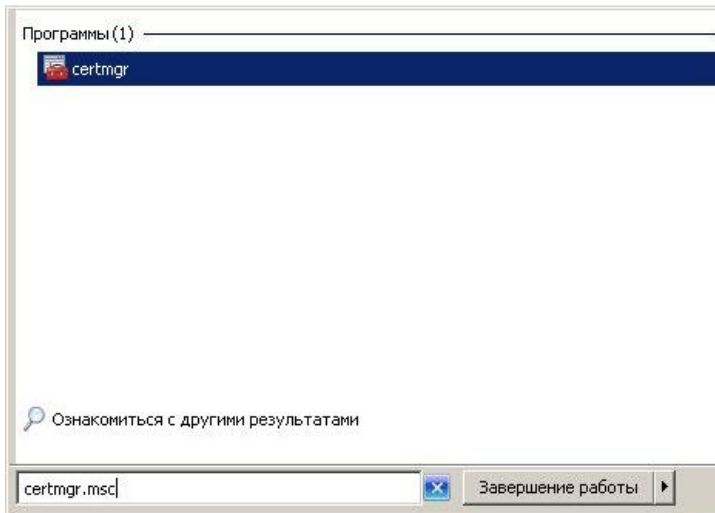 Программы (1)
certmgr
Ознакомиться с другими результатами
certmgr.msc
Завершение работы